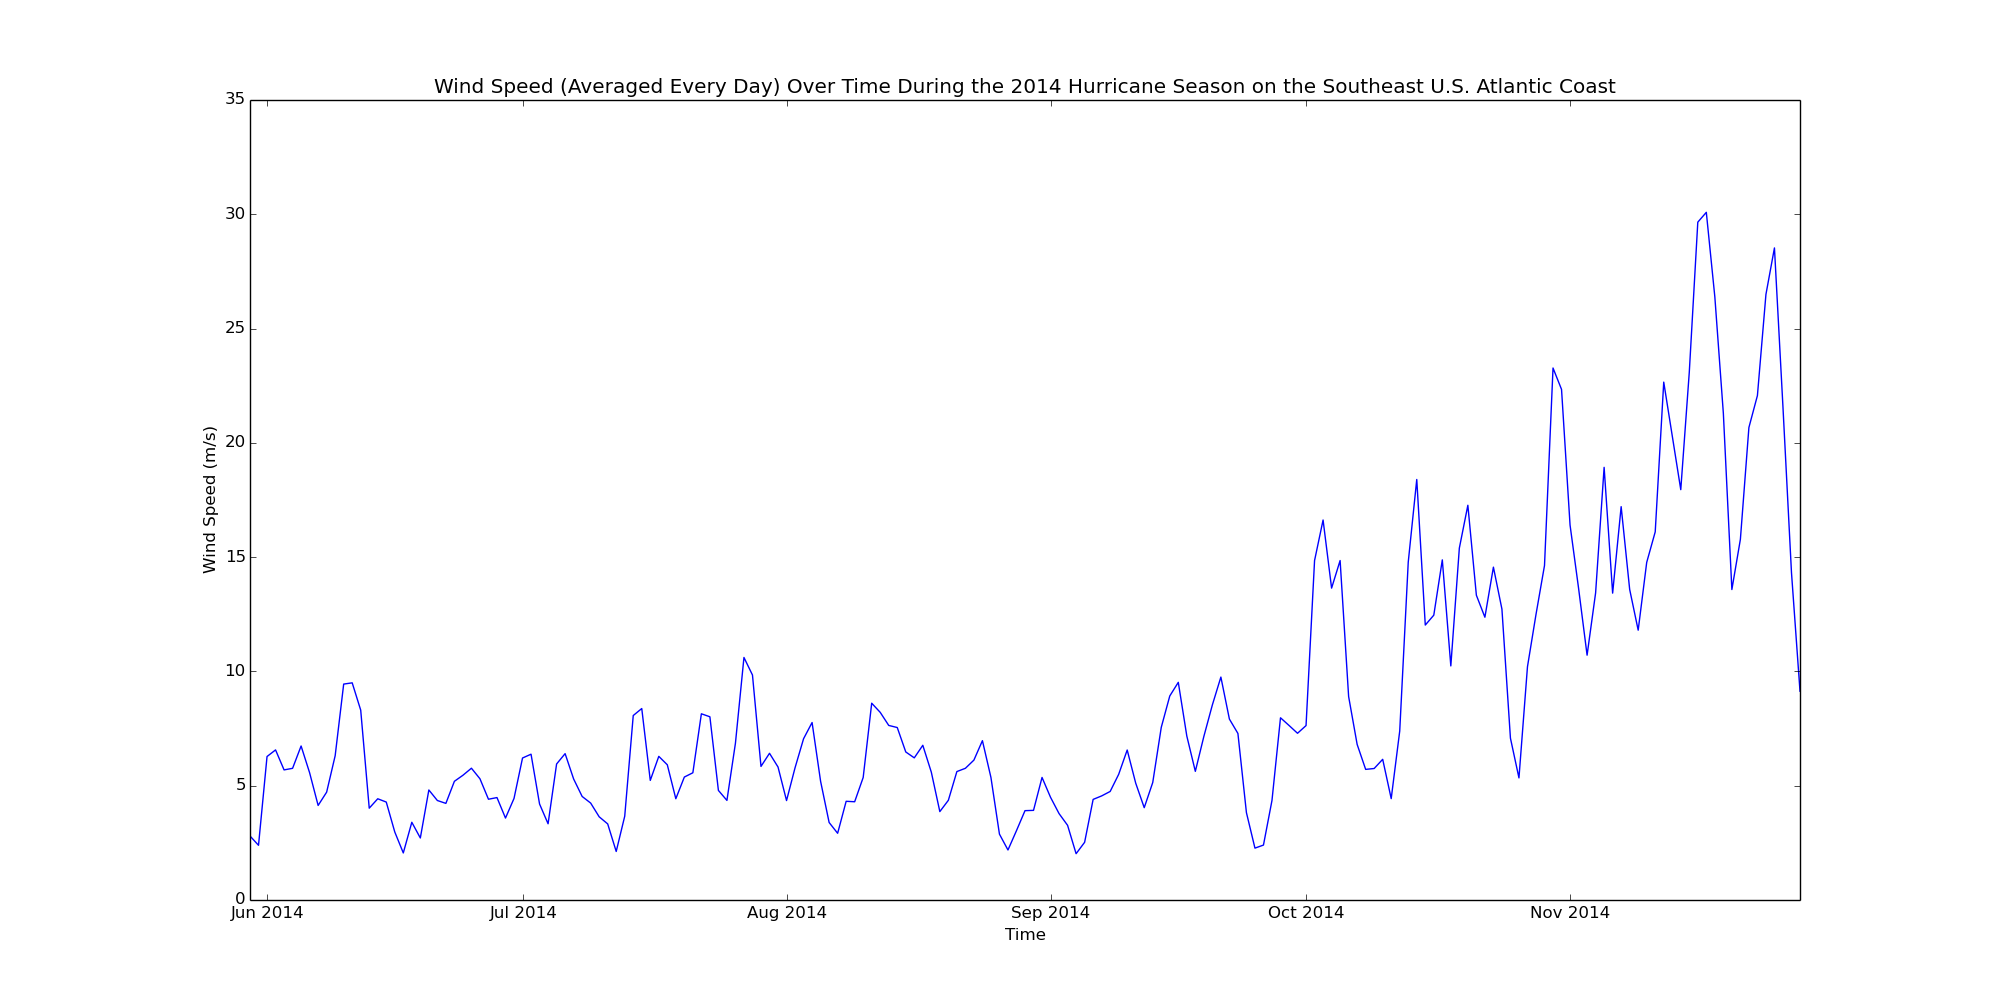 Wind Speed (Averaged Every Day) Over Time During the 2014 Hurricane Season on the Southeast U.S. Atlantic Coast
35
30
25
20
15
10
5
0
Wind Speed (m/s)
Jun 2014 Jul 2014 Aug 2014 Sep 2014 Oct 2014 Nov 2014
Time